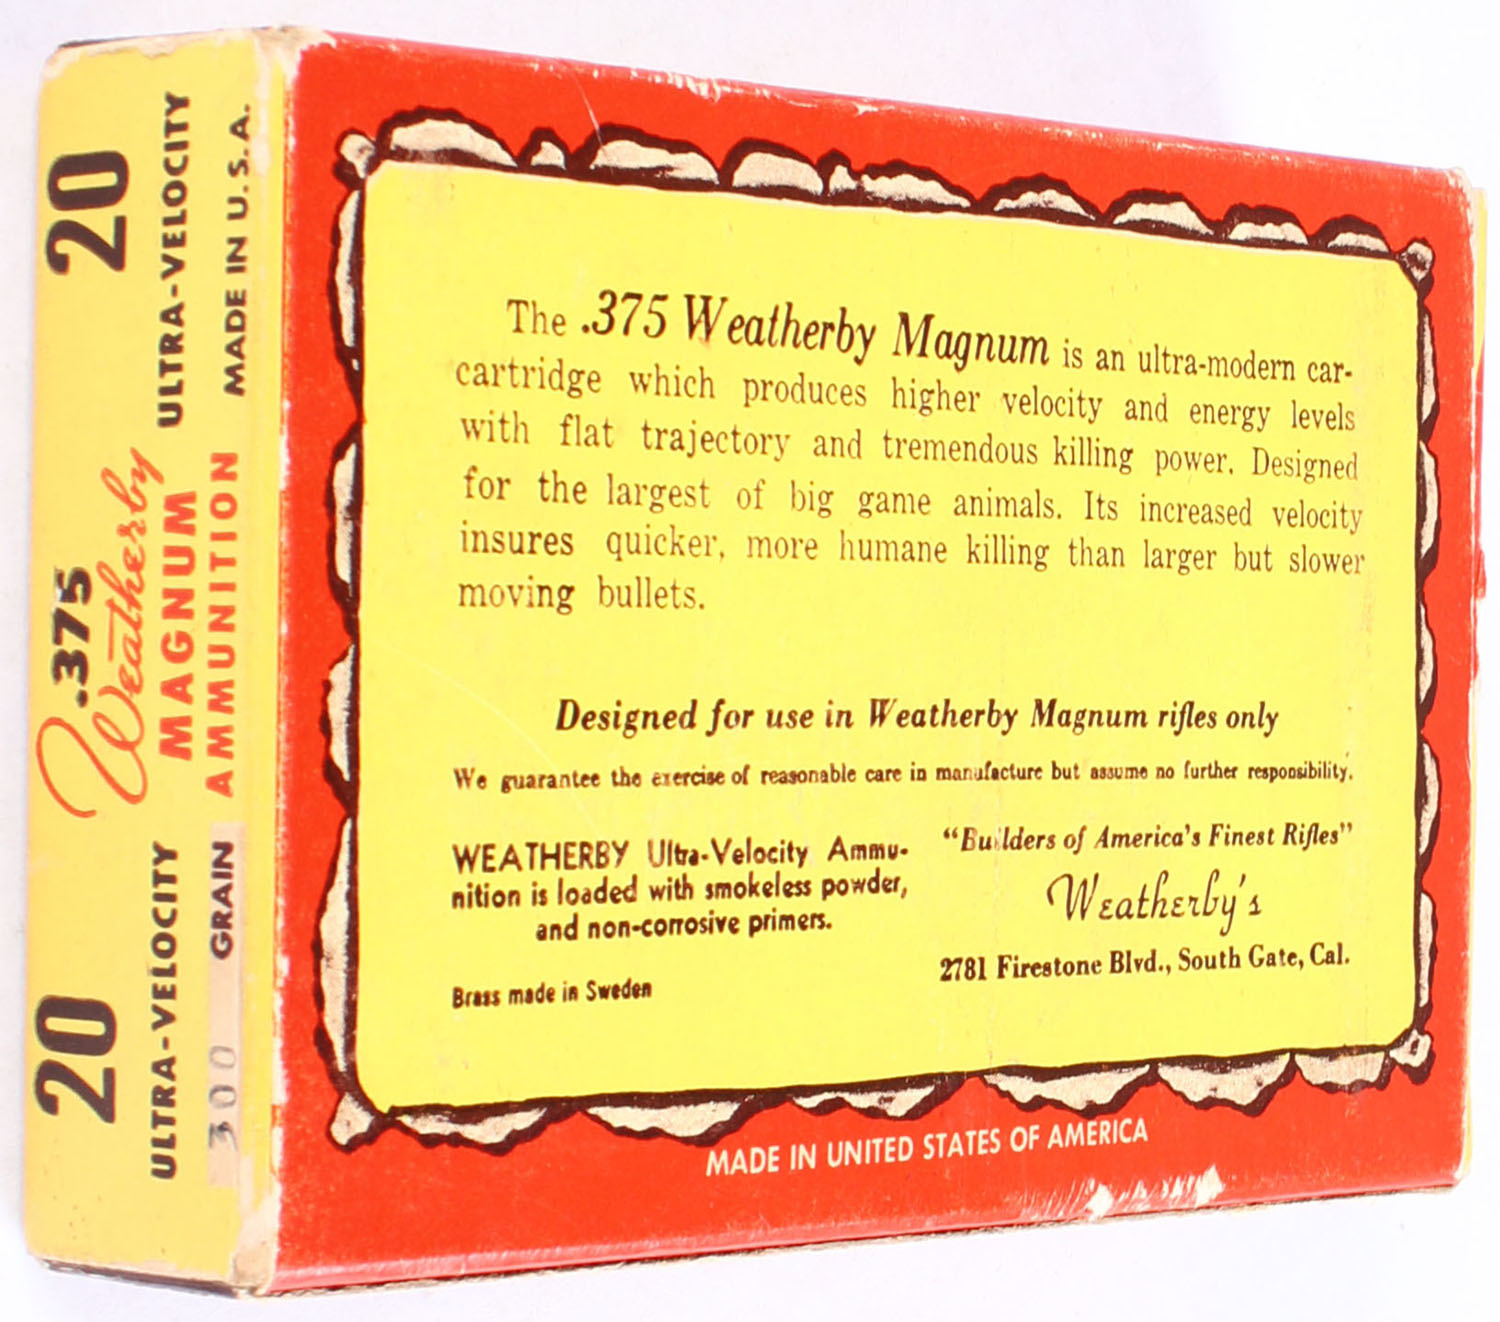 20 .375 20
Weatherby
ULTRA-VELOCITY MAGNUM ULTRA-VELOCITY
300 GRAIN AMMUNITION MADE IN U.S.A.
The .375 Weatherby Magnum is an ultra-modern car-
cartridge which produces higher velocity and energy levels
with flat trajectory and tremendous killing power. Designed
for the largest of big game animals. Its increased velocity
insures quicker, more humane killing than larger but slower
moving bullets.
Designed for use in Weatherby Magnum rifles only
We guarantee the exercise of reasonable care in manufacture but assume no further responsibility.
WEATHERBY Ultra-Velocity Ammu-
nition is loaded with smokeless powder,
and non-corrosive primers.
Brass made in Sweden
"Builders of America's Finest Rifles"
Weatherby's
2781 Firestone Blvd., South Gate, Cal.
MADE IN UNITED STATES OF AMERICA